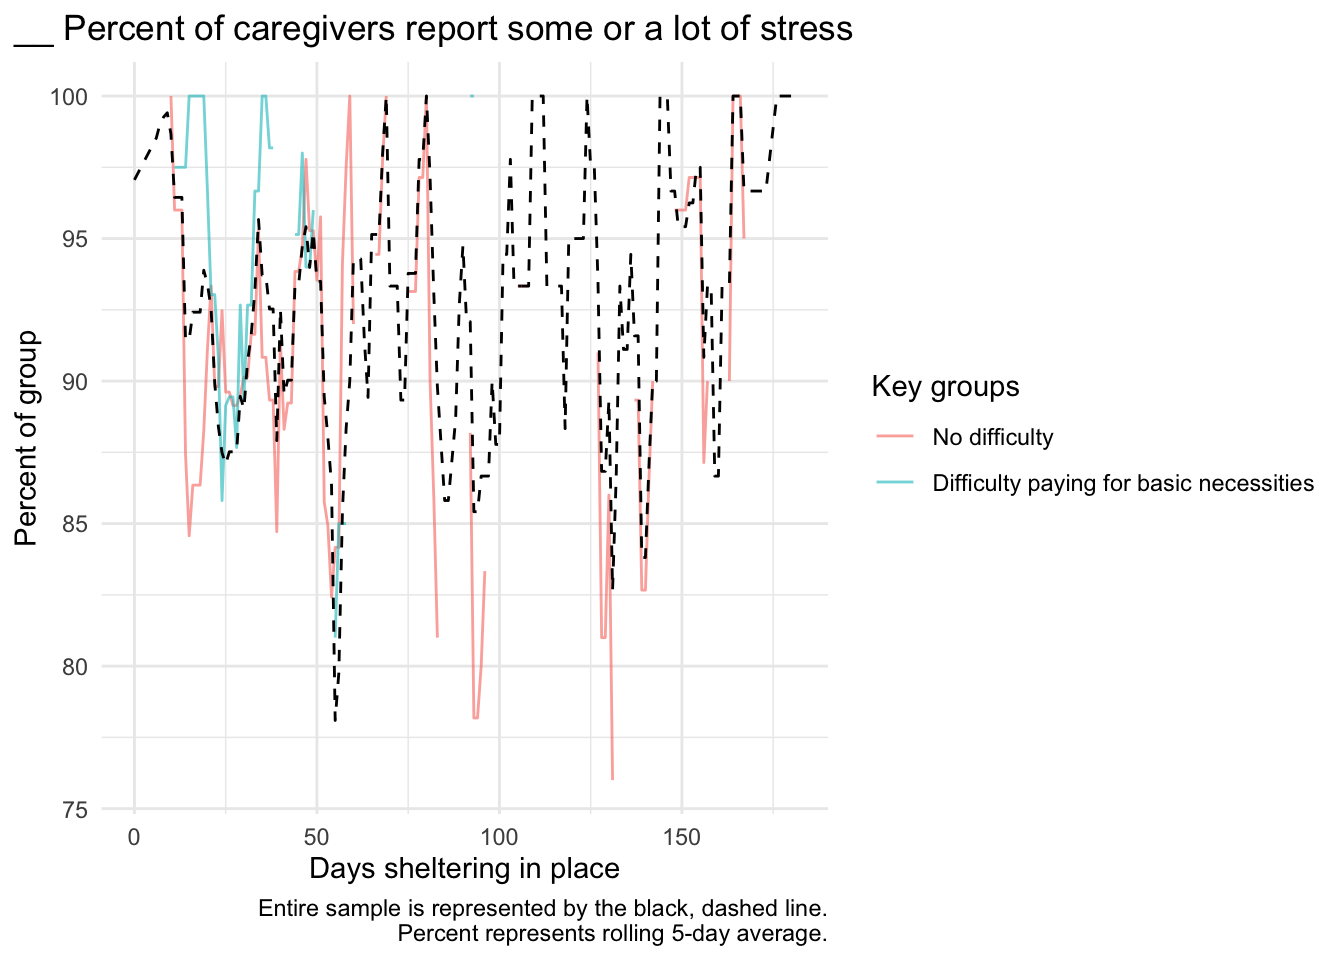 __ Percent of caregivers report some or a lot of stress
Percent of group
100
95
90
85
80
75
0 50 100 150
Days sheltering in place
Key groups
No difficulty
Difficulty paying for basic necessities
Entire sample is represented by the black, dashed line.
Percent represents rolling 5-day average.